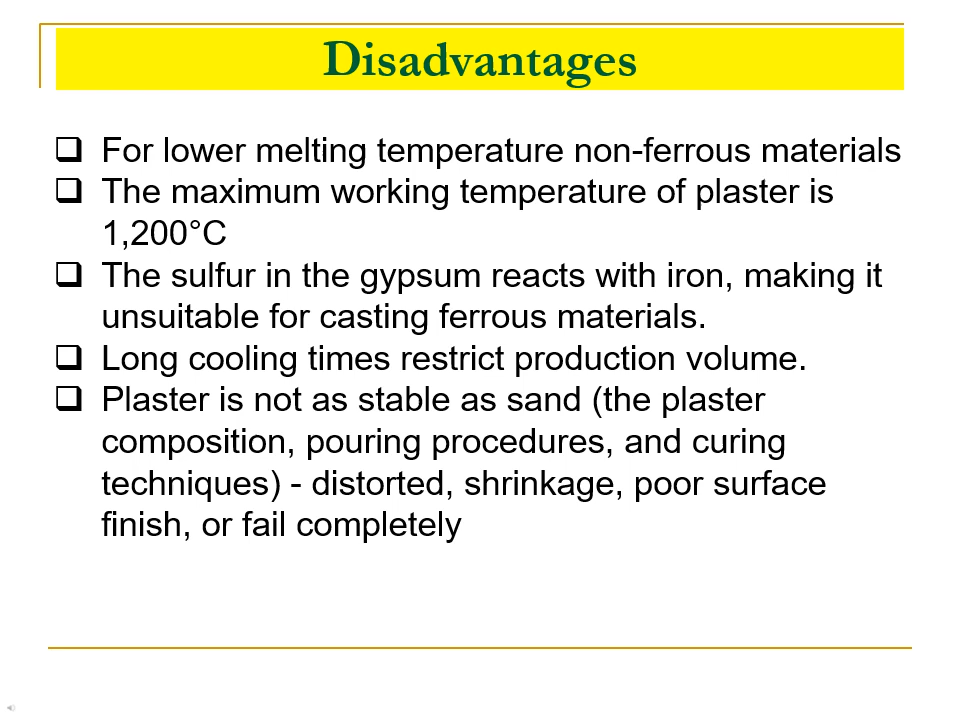 Disadvantages
❑ For lower melting temperature non-ferrous materials
❑ The maximum working temperature of plaster is
1,200°C
❑ The sulfur in the gypsum reacts with iron, making it
unsuitable for casting ferrous materials.
❑ Long cooling times restrict production volume.
❑ Plaster is not as stable as sand (the plaster
composition, pouring procedures, and curing
techniques) - distorted, shrinkage, poor surface
finish, or fail completely